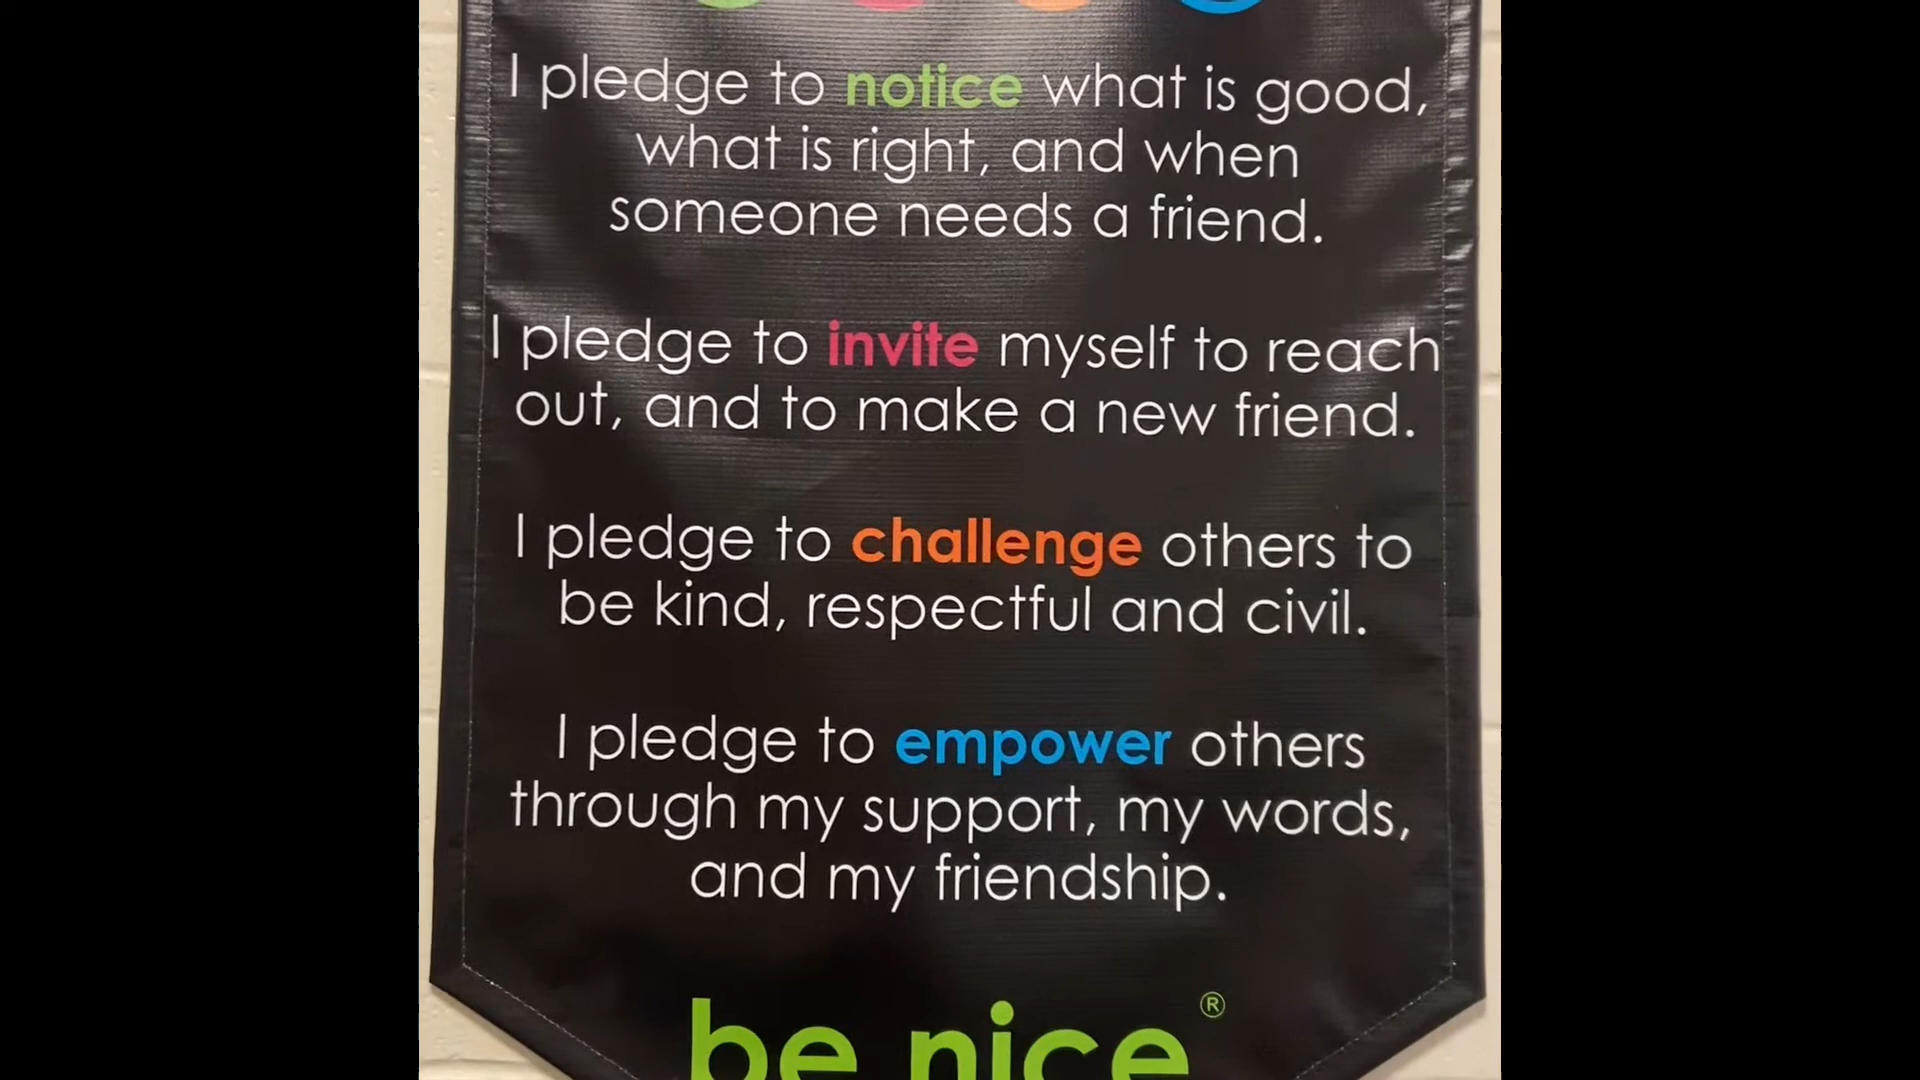 I pledge to notice what is good,
what is right, and when
someone needs a friend.
I pledge to invite myself to reach
out, and to make a new friend.
I pledge to challenge others to
be kind, respectful and civil.
I pledge to empower others
through my support, my words,
and my friendship.
be nice®